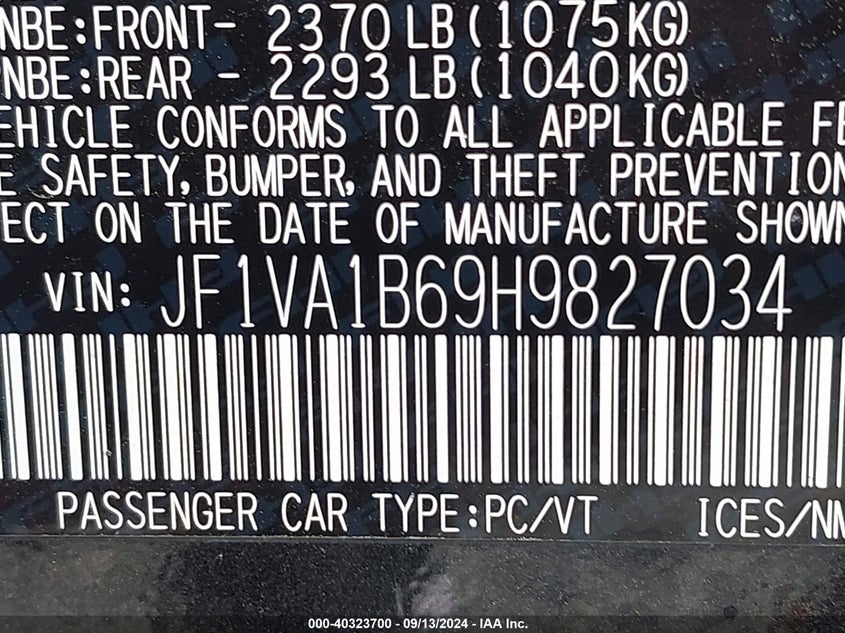 NBE:FRONT- 2370 LB(1075KG)
NBE:REAR - 2293 LB(1040KG)
EHICLE CONFORMS TO ALL APPLICABLE FE
E SAFETY, BUMPER, AND THEFT PREVENTION
ECT ON THE DATE OF MANUFACTURE SHOWN
VIN: JF1VA1B69H9827034
PASSENGER CAR TYPE:PC/VT ICES/NM
000-40323700 - 09/13/2024 - IAA Inc.